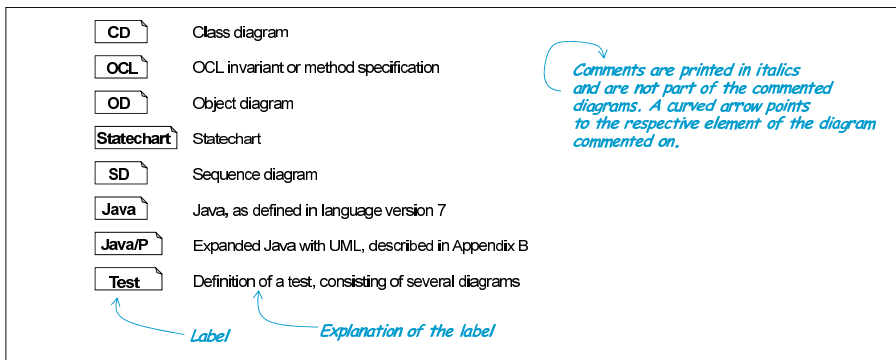 CD Class diagram
OCL OCL invariant or method specification
OD Object diagram
Statechart Statechart
SD Sequence diagram
Java Java, as defined in language version 7
Java/P Expanded Java with UML, described in Appendix B
Test Definition of a test, consisting of several diagrams
Label
Explanation of the label
Comments are printed in italics
and are not part of the commented
diagrams. A curved arrow points
to the respective element of the diagram
commented on.